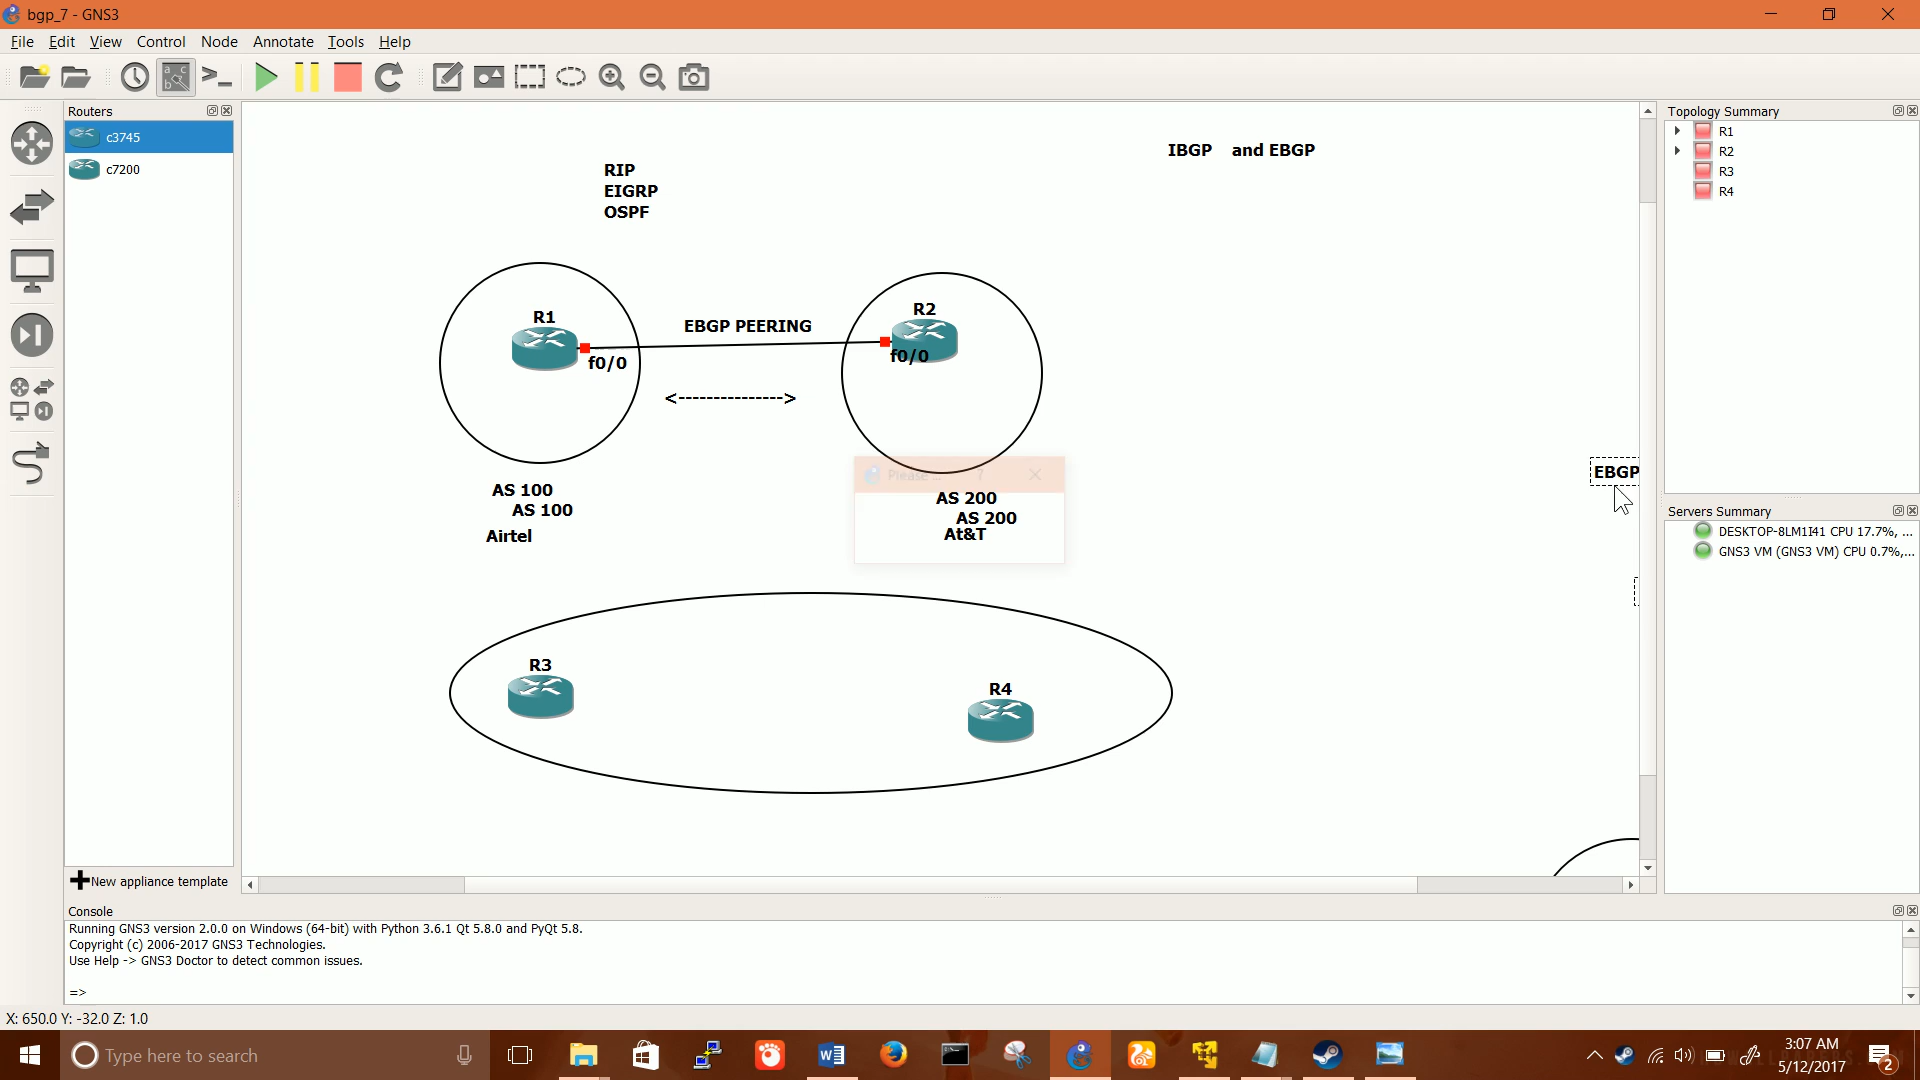 bgp_7 - GNS3
File Edit View Control Node Annotate Tools Help
Routers
c3745
c7200
New appliance template
RIP
EIGRP
OSPF
IBGP and EBGP
R1
f0/0
EBGP PEERING
R2
f0/0
<--------------->
AS 100
AS 100
Airtel
Please ... ?
AS 200
AS 200
At&T
EBGP
R3
R4
Topology Summary
R1
R2
R3
R4
Servers Summary
DESKTOP-8LM1I41 CPU 17.7%, ...
GNS3 VM (GNS3 VM) CPU 0.7%,...
Console
Running GNS3 version 2.0.0 on Windows (64-bit) with Python 3.6.1 Qt 5.8.0 and PyQt 5.8.
Copyright (c) 2006-2017 GNS3 Technologies.
Use Help -> GNS3 Doctor to detect common issues.
=>
X: 650.0 Y: -32.0 Z: 1.0
Type here to search
3:07 AM
5/12/2017
2